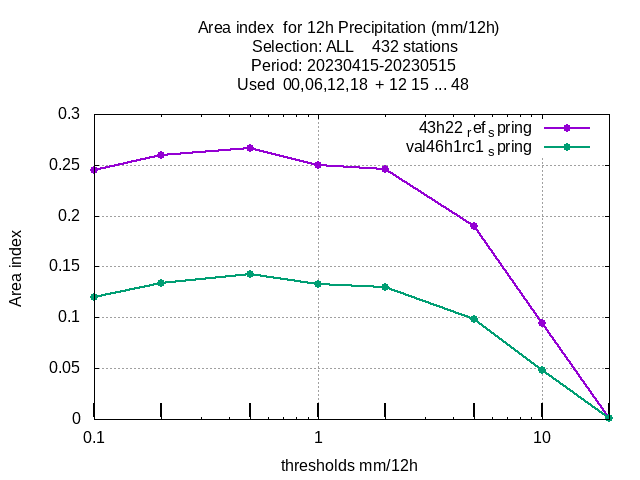 Area index  for 12h Precipitation (mm/12h)
Selection: ALL    432 stations
Period: 20230415-20230515
Used  00,06,12,18  + 12 15 ... 48
43h22 ref spring
val46h1rc1 spring
0.3
0.25
0.2
0.15
0.1
0.05
0
Area index
0.1 1 10
thresholds mm/12h